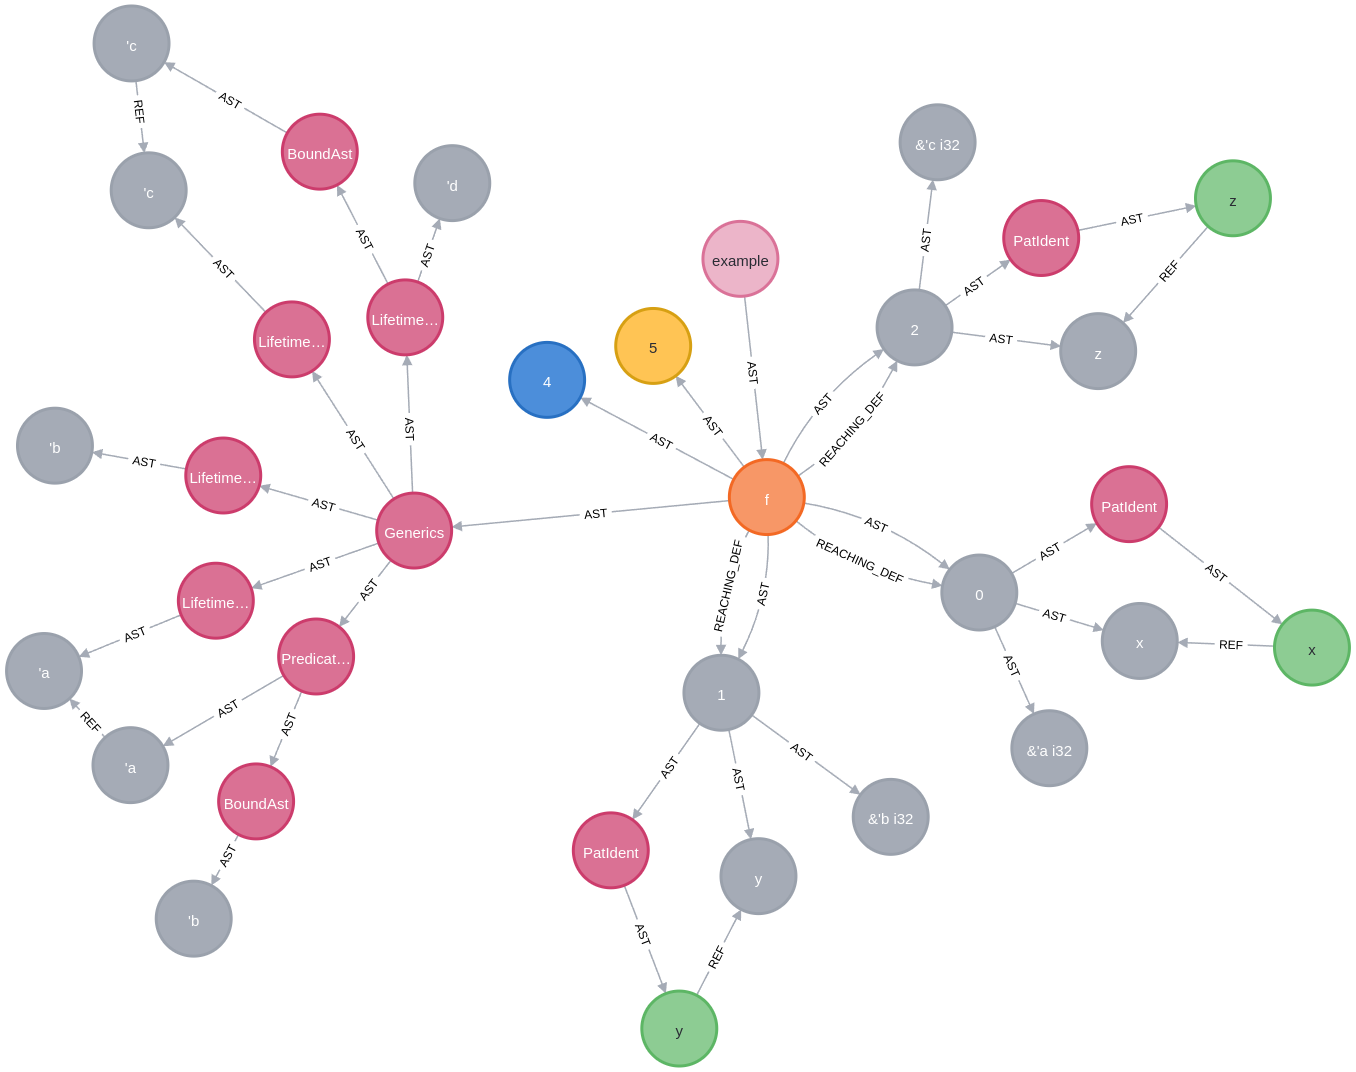 'c
AST
REF
BoundAst
'c
AST
'd
AST
AST
Lifetime…
Lifetime…
AST
AST
'b
AST
Lifetime…
AST
Generics
AST
Lifetime…
AST
'a
AST
Predicat…
REF
AST
'a
AST
BoundAst
AST
'b
example
AST
5
4
AST
AST
f
AST
AST
REACHING_DEF
&'c i32
AST
2
AST
PatIdent
AST
z
REF
AST
z
AST
REACHING_DEF
0
AST
PatIdent
AST
AST
x
REF
x
AST
&'a i32
REACHING_DEF
AST
1
AST
AST
AST
&'b i32
PatIdent
y
AST
REF
y